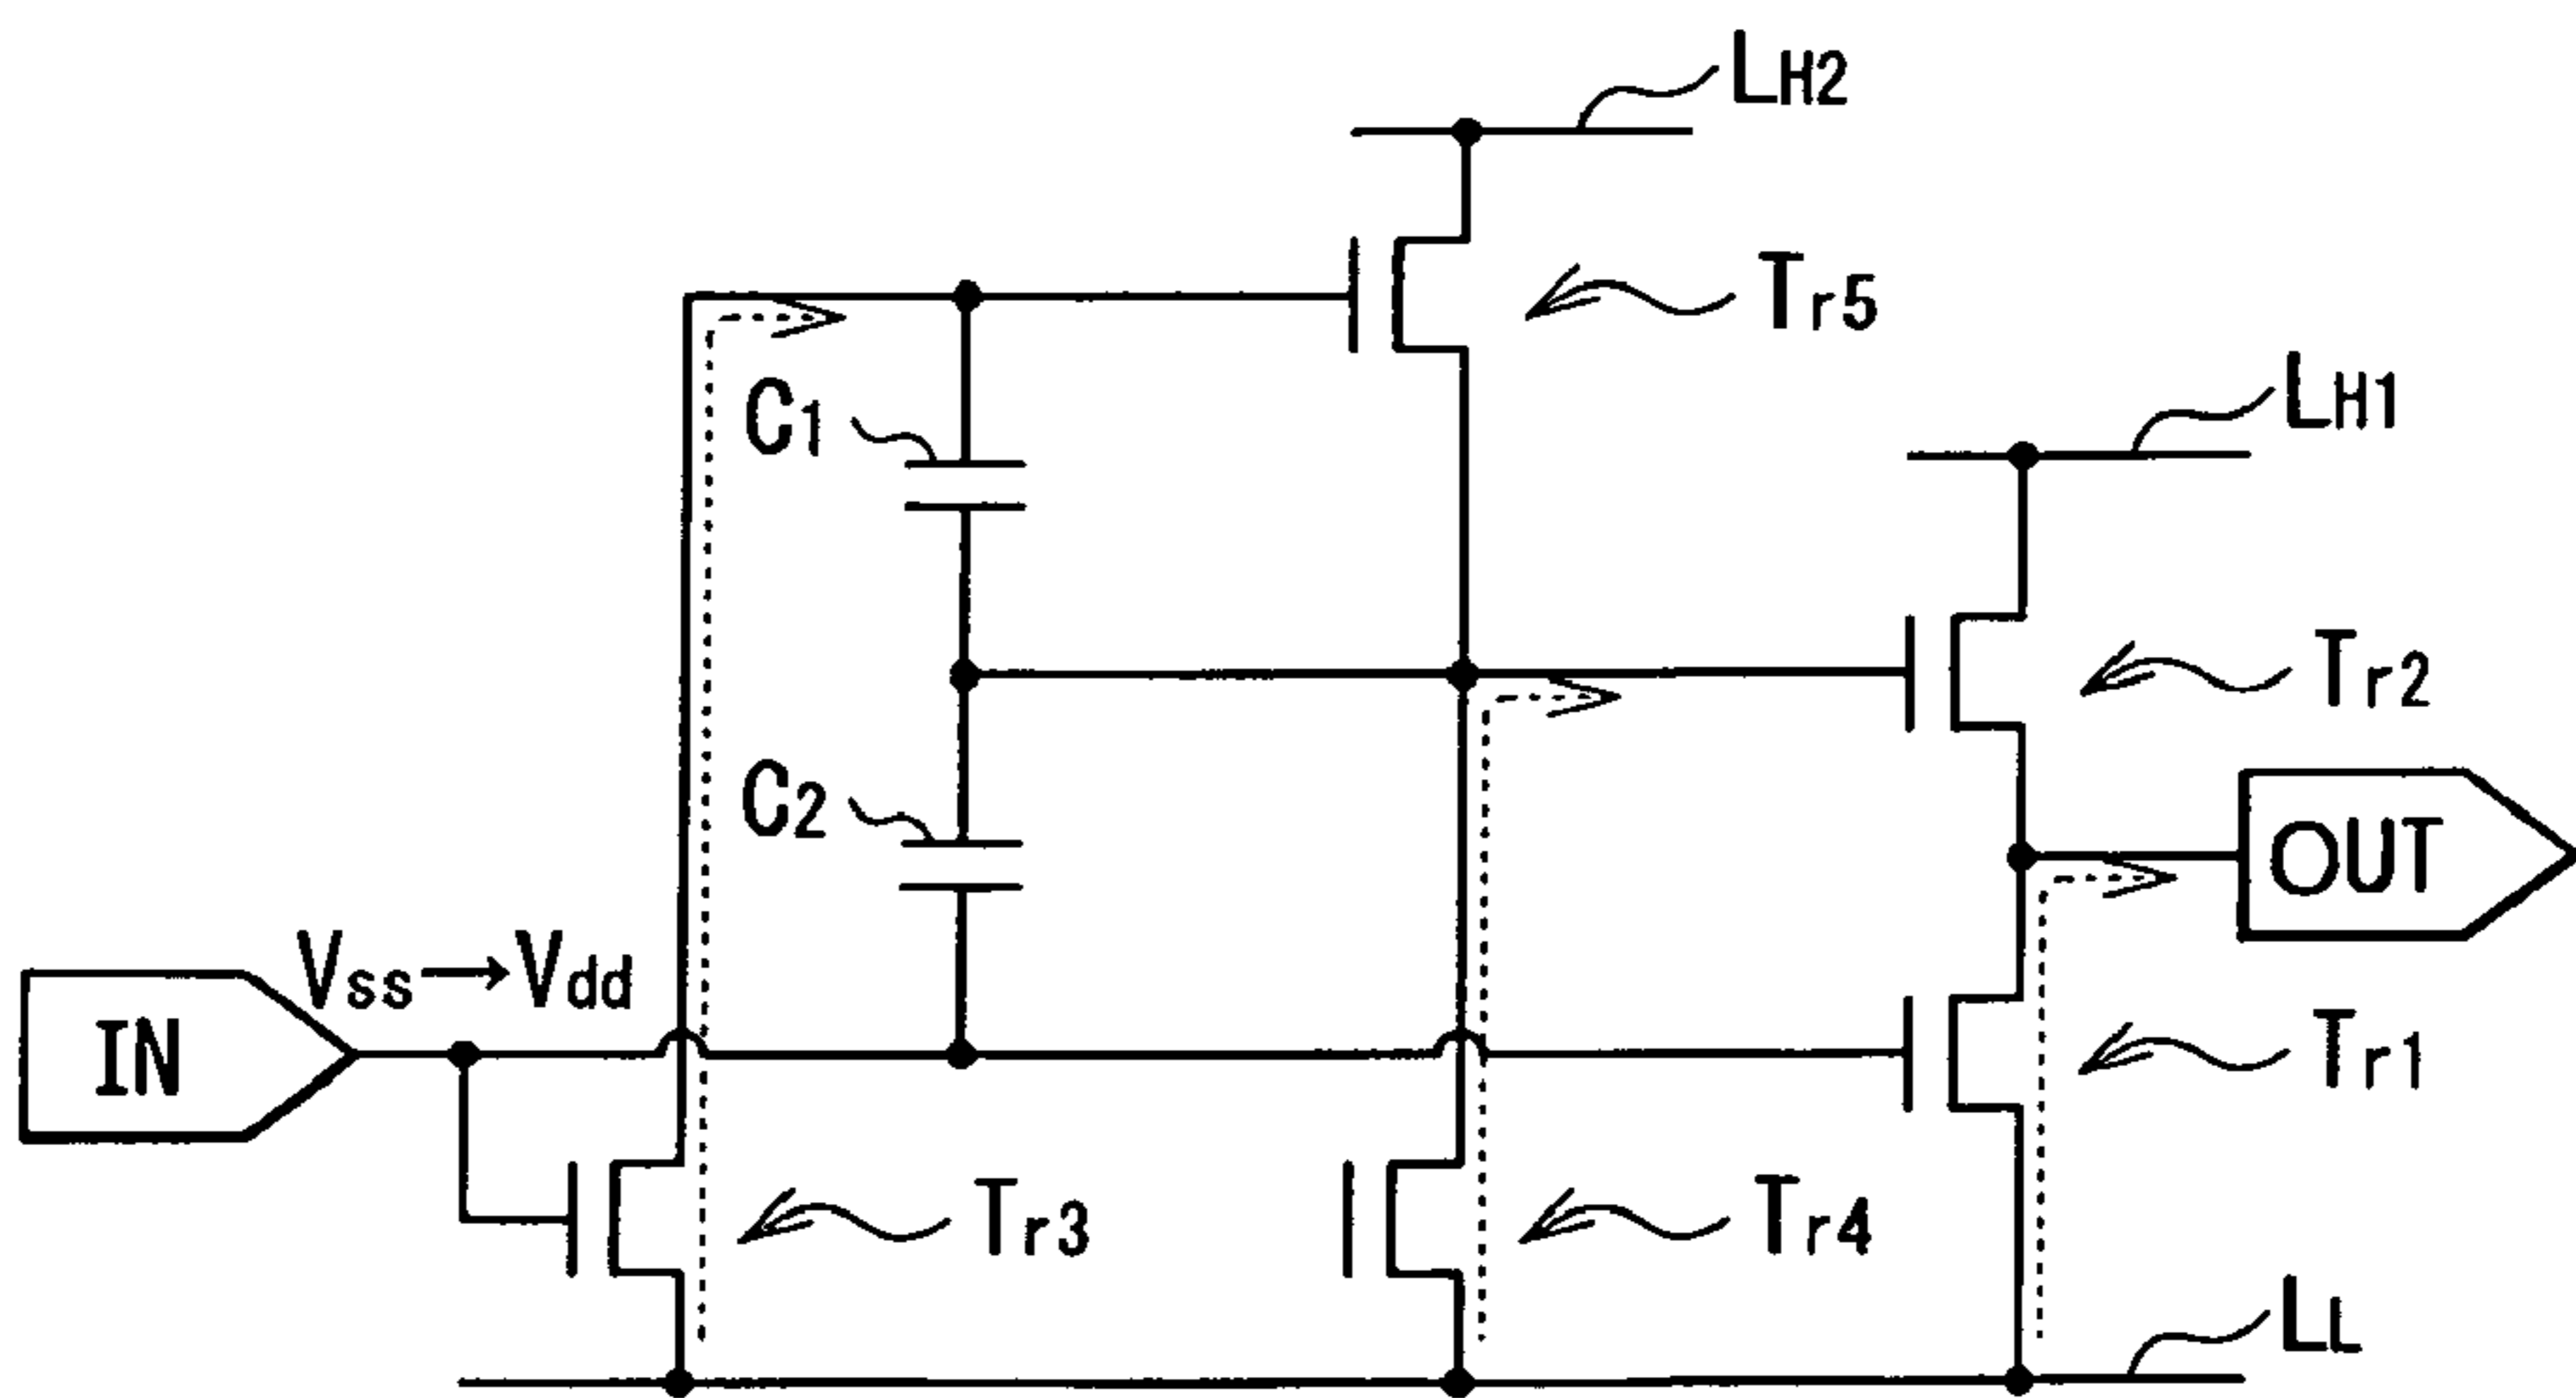 LH2
Tr5
LH1
C1
Tr2
C2
OUT
Vss→Vdd
IN
Tr1
Tr3
Tr4
LL